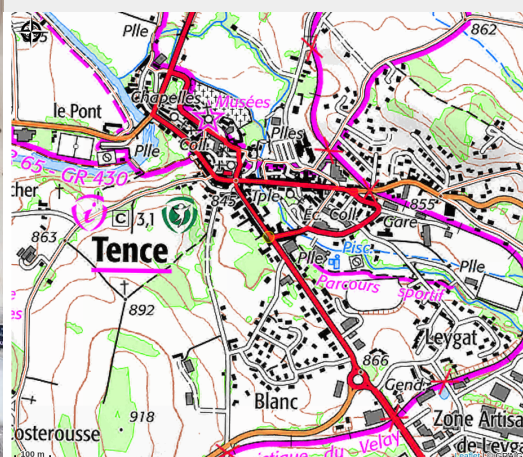 Plle
862
Chapelles
Musées
le Pont
Plle
Coll.
Plles
65 - GR 430
cher
845
Tple
Éc.
Coll.
855
Gare
C 3,1
863
Tence
Plle
Pisc.
Plle
Parcours sportif
892
Leygat
866
Gend.
Blanc
918
Zone Artisa
osterousse
istique du Velay
de Leyga
100 m
Leaflet